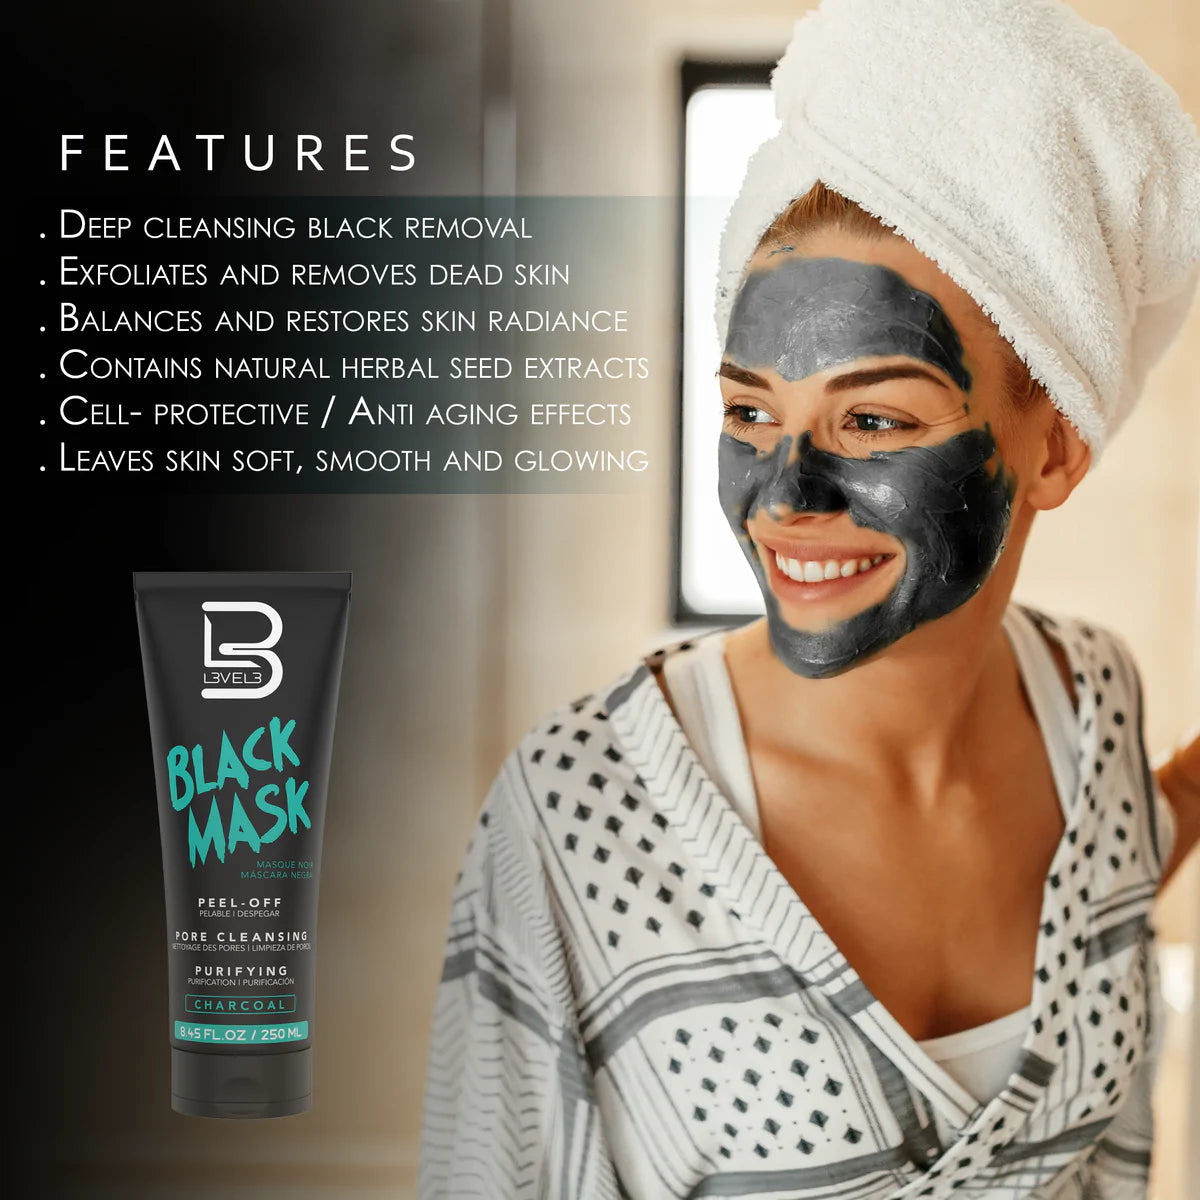 FEATURES
. DEEP CLEANSING BLACK REMOVAL
. EXFOLIATES AND REMOVES DEAD SKIN
. BALANCES AND RESTORES SKIN RADIANCE
. CONTAINS NATURAL HERBAL SEED EXTRACTS
. CELL- PROTECTIVE / ANTI AGING EFFECTS
. LEAVES SKIN SOFT, SMOOTH AND GLOWING
L3VEL3
BLACK
MASK
MASQUE NOIR
MÁSCARA NEGRA
PEEL-OFF
PELABLE | DESPEGAR
PORE CLEANSING
NETTOYAGE DES PORES | LIMPIEZA DE POROS
PURIFYING
PURIFICATION | PURIFICACIÓN
CHARCOAL
8.45 FL.OZ / 250 ML